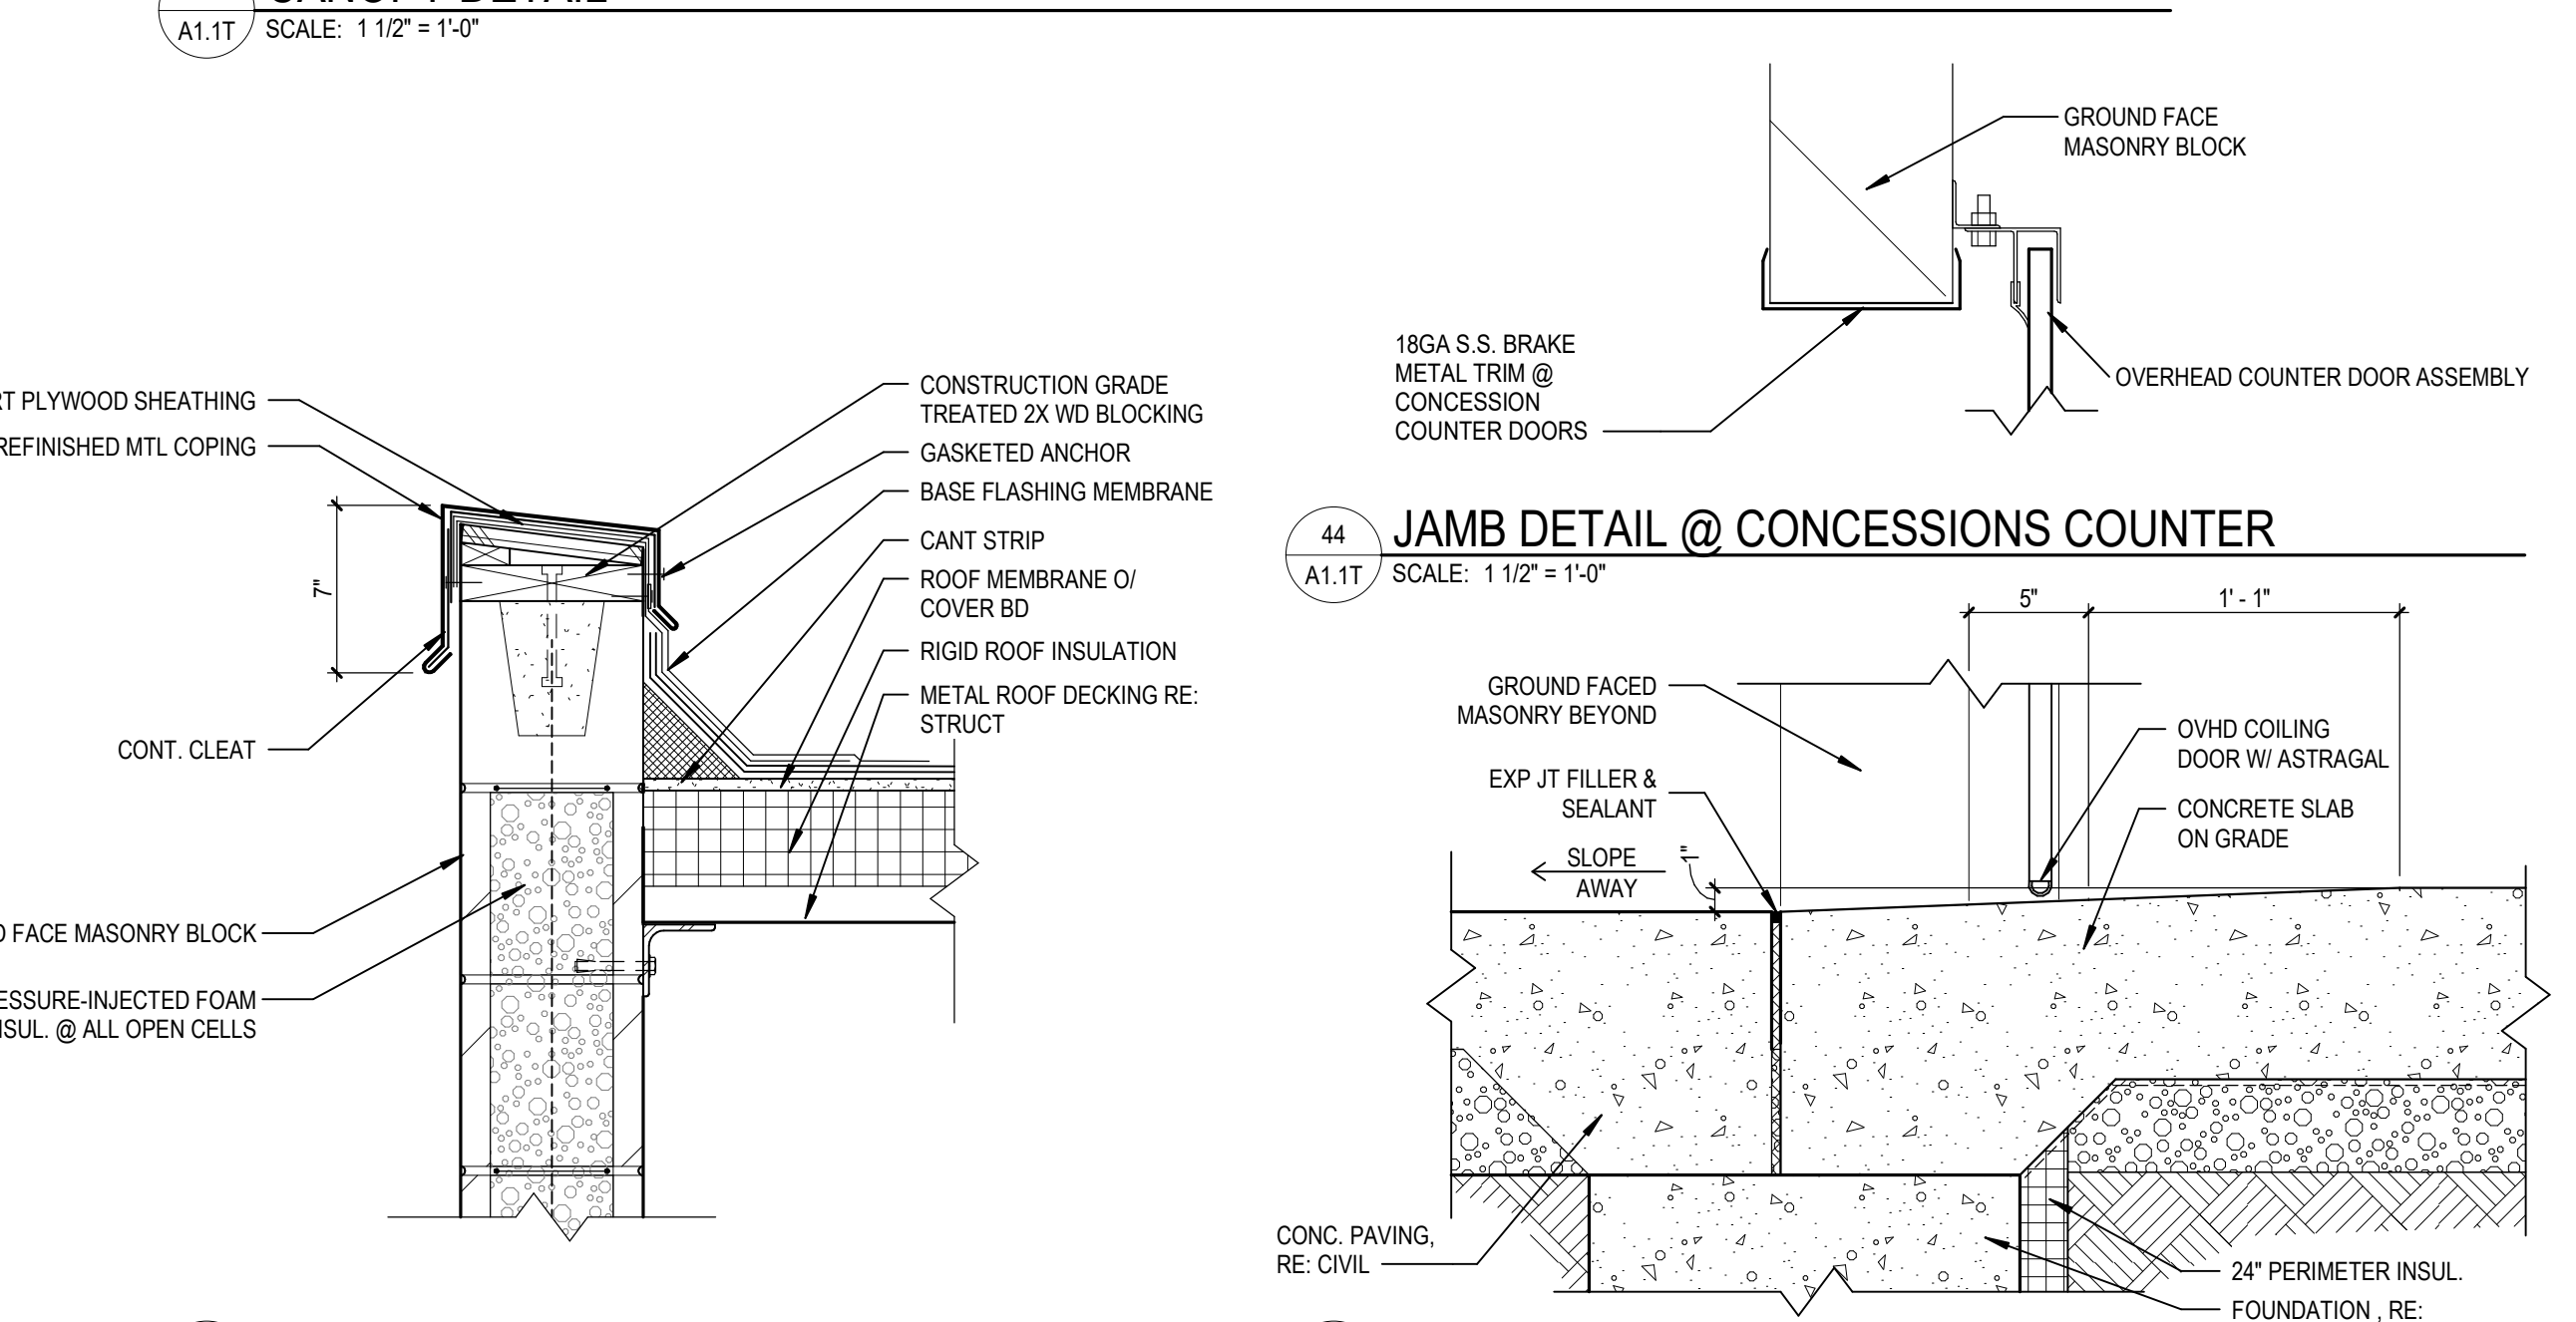 A1.1T
SCALE: 1 1/2" = 1'-0"
GROUND FACE
MASONRY BLOCK
18GA S.S. BRAKE
METAL TRIM @
CONCESSION
COUNTER DOORS
OVERHEAD COUNTER DOOR ASSEMBLY
44
A1.1T
JAMB DETAIL @ CONCESSIONS COUNTER
SCALE: 1 1/2" = 1'-0"
PLYWOOD SHEATHING
MTL COPING
7"
CONT. CLEAT
FACE MASONRY BLOCK
FOAM
@ ALL OPEN CELLS
CONSTRUCTION GRADE
TREATED 2X WD BLOCKING
GASKETED ANCHOR
BASE FLASHING MEMBRANE
CANT STRIP
ROOF MEMBRANE O/
COVER BD
RIGID ROOF INSULATION
METAL ROOF DECKING RE:
STRUCT
5"
1' - 1"
GROUND FACED
MASONRY BEYOND
EXP JT FILLER &
SEALANT
SLOPE
AWAY
1"
OVHD COILING
DOOR W/ ASTRAGAL
CONCRETE SLAB
ON GRADE
CONC. PAVING,
RE: CIVIL
24" PERIMETER INSUL.
FOUNDATION , RE: